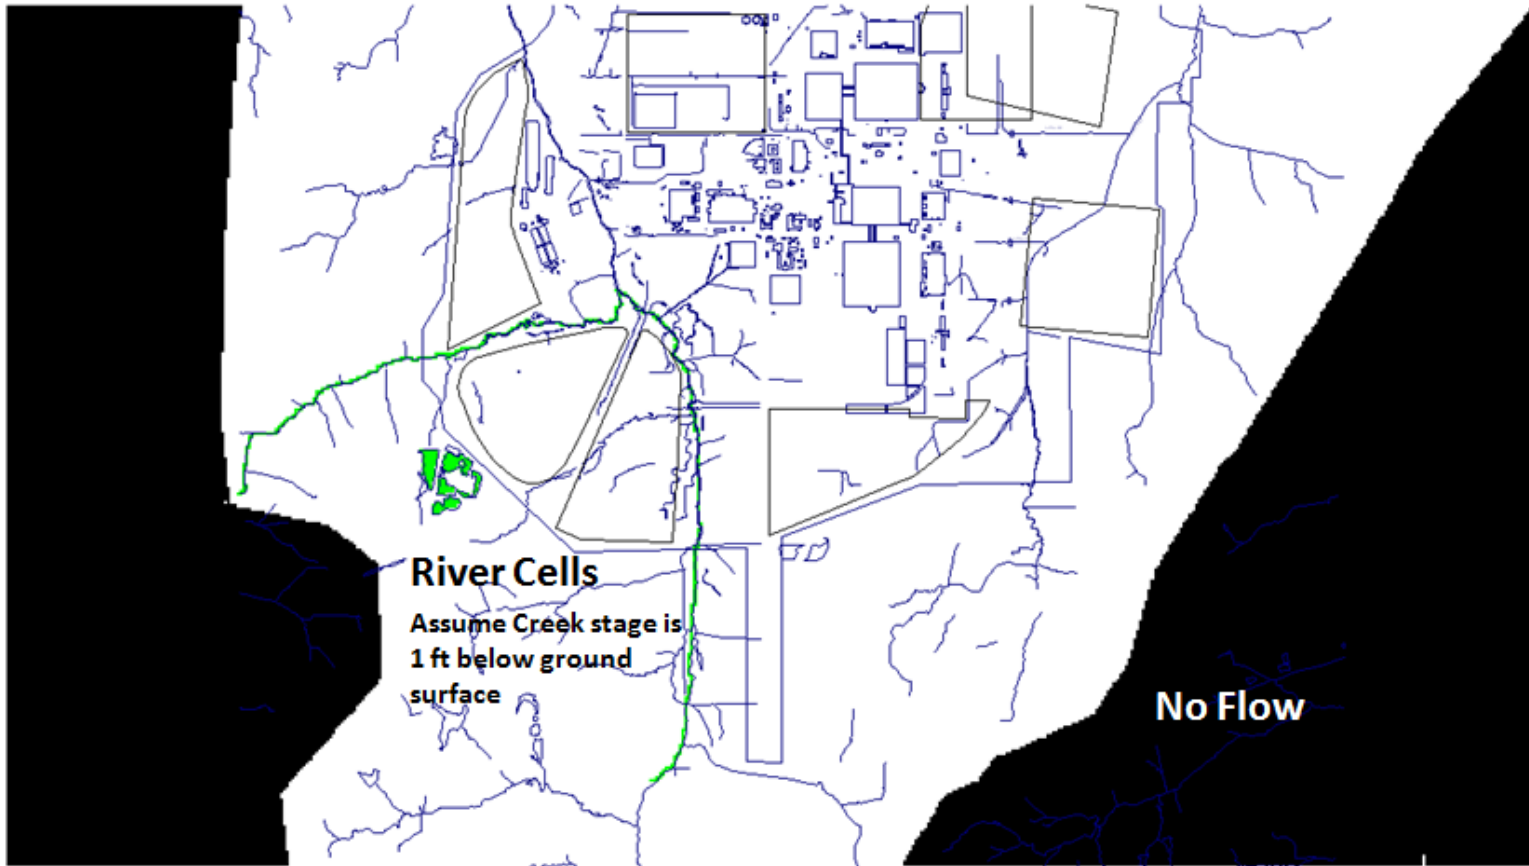 River Cells
Assume Creek stage is
1 ft below ground
surface
No Flow